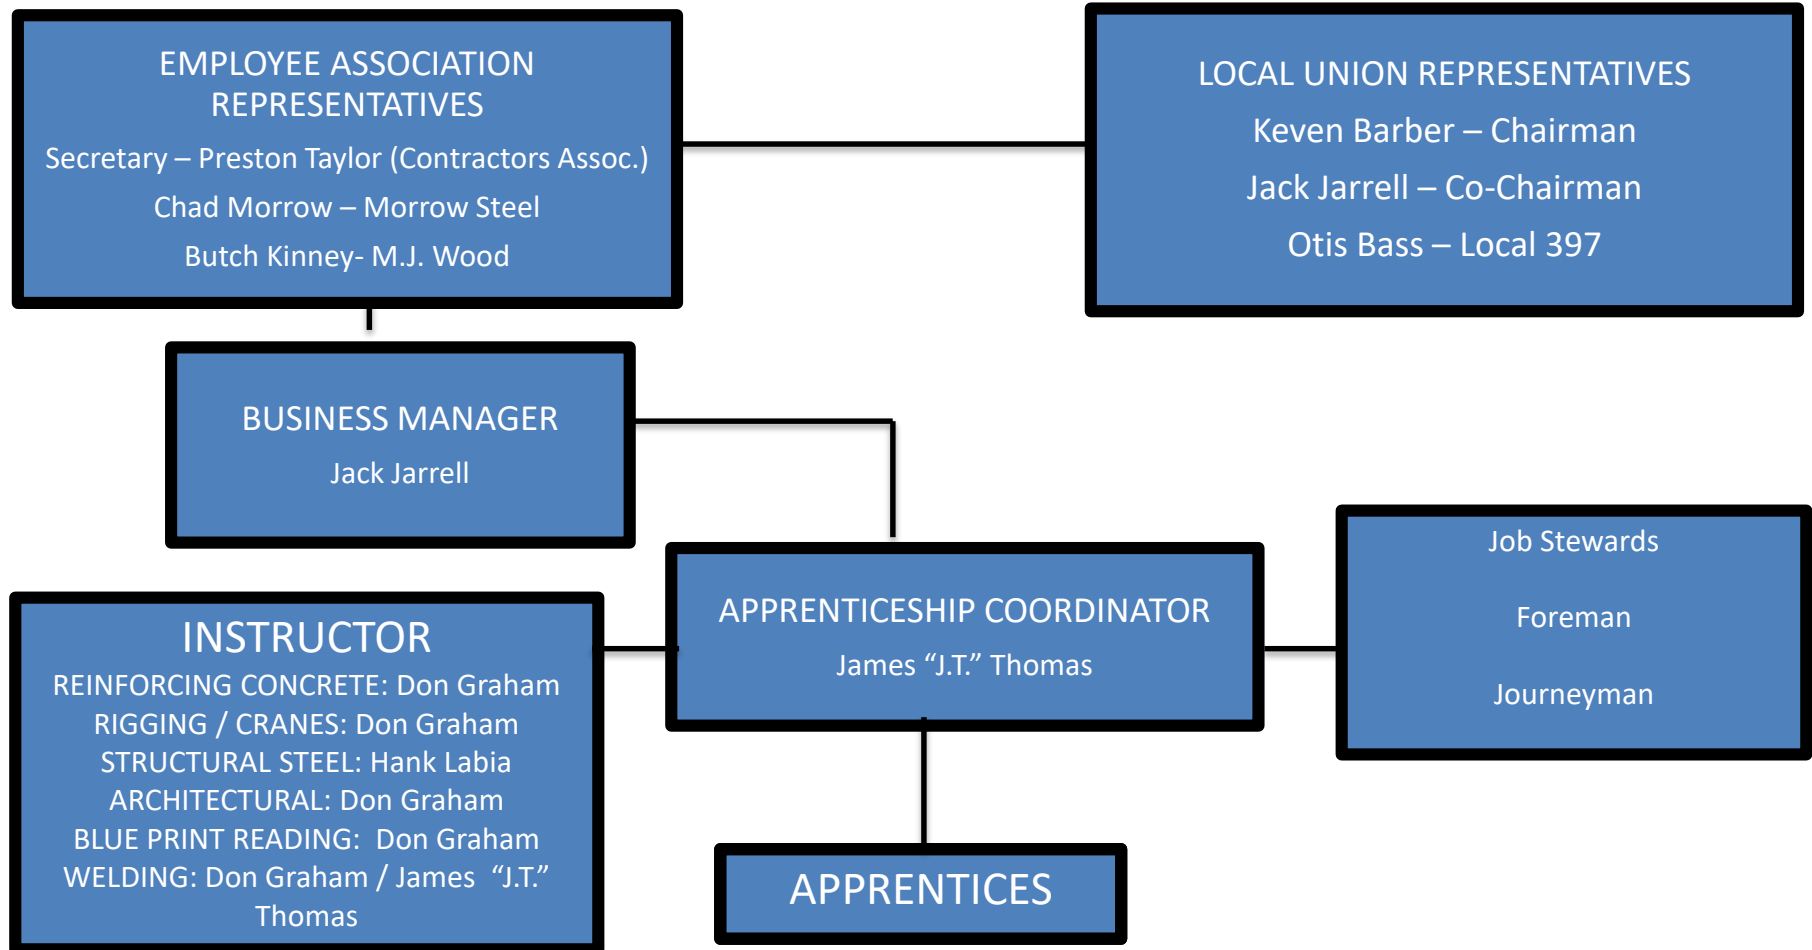 EMPLOYEE ASSOCIATION
REPRESENTATIVES
Secretary – Preston Taylor (Contractors Assoc.)
Chad Morrow – Morrow Steel
Butch Kinney- M.J. Wood
LOCAL UNION REPRESENTATIVES
Keven Barber – Chairman
Jack Jarrell – Co-Chairman
Otis Bass – Local 397
BUSINESS MANAGER
Jack Jarrell
APPRENTICESHIP COORDINATOR
James “J.T.” Thomas
Job Stewards
Foreman
Journeyman
INSTRUCTOR
REINFORCING CONCRETE: Don Graham
RIGGING / CRANES: Don Graham
STRUCTURAL STEEL: Hank Labia
ARCHITECTURAL: Don Graham
BLUE PRINT READING:  Don Graham
WELDING: Don Graham / James  “J.T.”
Thomas
APPRENTICES